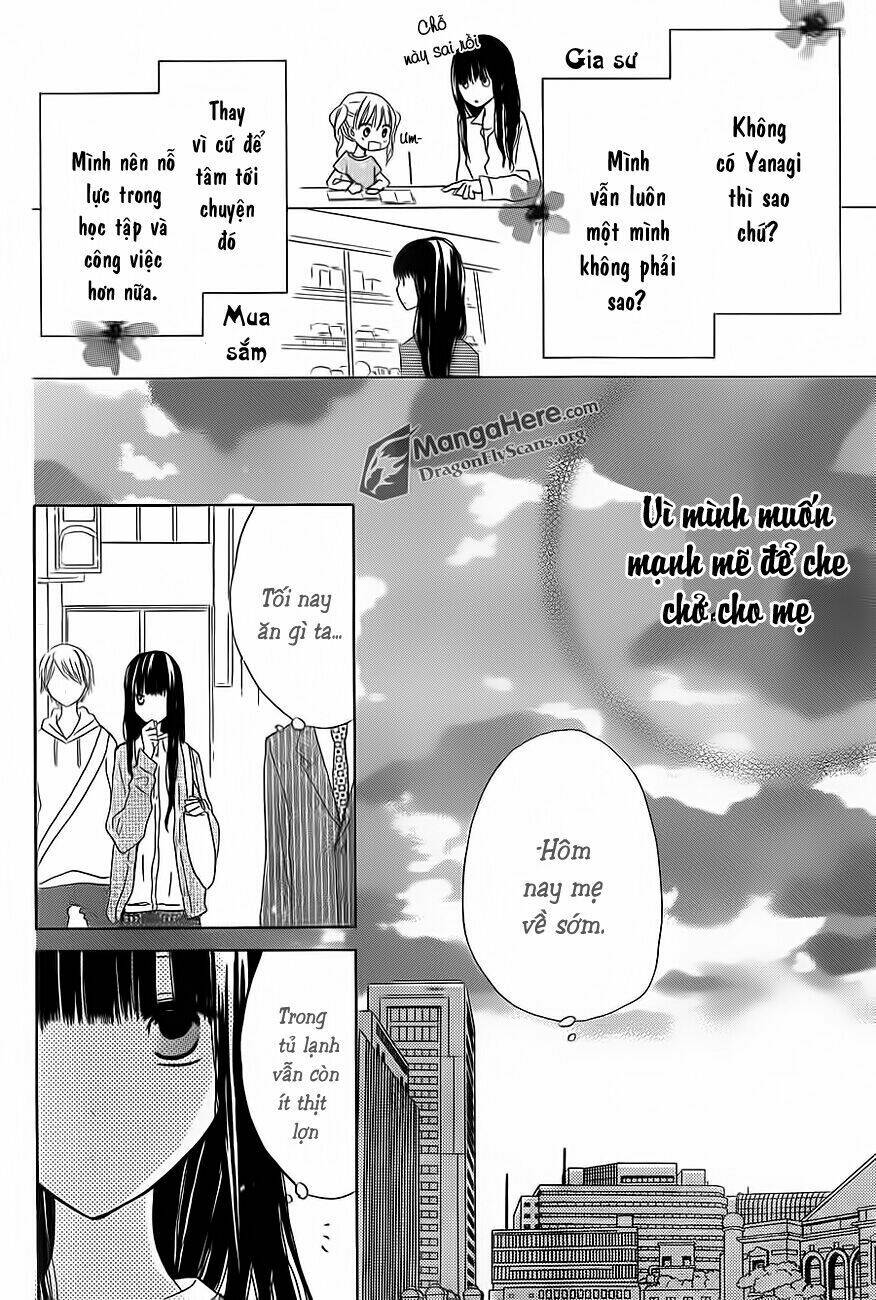 Không
có Yanagi
thì sao
chứ?
Gia sư
Mình
vẫn luôn
một mình
không phải
sao?
Chỗ
này sai rồi
Um-
Thay
vì cứ để
tâm tới
chuyện
đó
Mình nên nỗ
lực trong
học tập và
công việc
hơn nữa.
Mua
sắm
MangaHere.com
DragonFlyScans.org
Vì mình muốn
mạnh mẽ để che
chở cho mẹ
Tối nay
ăn gì ta...
-Hôm
nay mẹ
về sớm.
Trong
tủ lạnh
vẫn còn
ít thịt
lợn